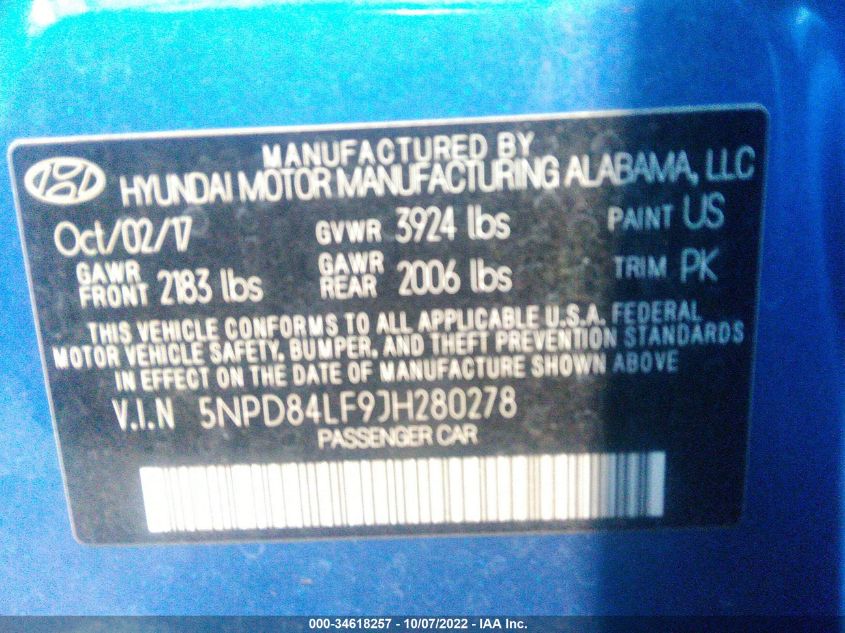 MANUFACTURED BY
HYUNDAI MOTOR MANUFACTURING ALABAMA, LLC
Oct/02/17 GVWR 3924 lbs PAINT US
GAWR FRONT 2183 lbs GAWR REAR 2006 lbs TRIM PK
THIS VEHICLE CONFORMS TO ALL APPLICABLE U.S.A. FEDERAL
MOTOR VEHICLE SAFETY, BUMPER, AND THEFT PREVENTION STANDARDS
IN EFFECT ON THE DATE OF MANUFACTURE SHOWN ABOVE
V.I.N 5NPD84LF9JH280278
PASSENGER CAR
000-34618257 - 10/07/2022 - IAA Inc.